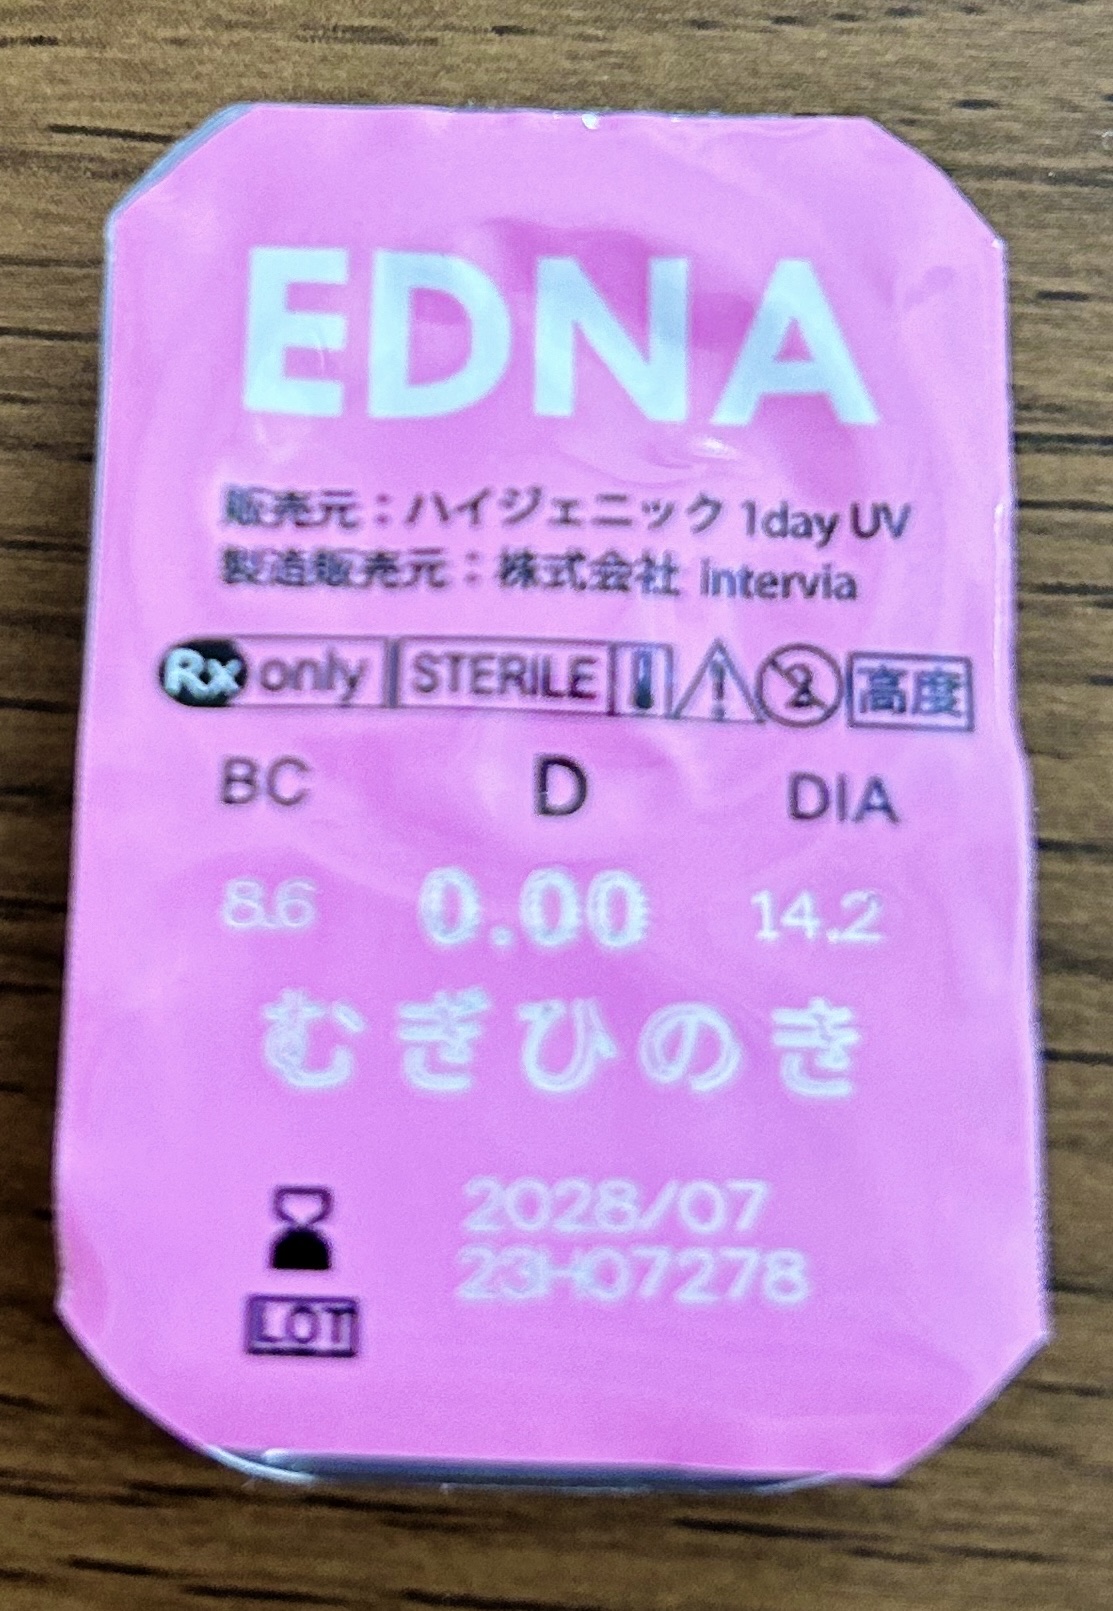 EDNA
販売元：ハイジェニック 1day UV
製造販売元：株式会社 intervia
Rx only STERILE 高度
BC D DIA
8.6 0.00 14.2
むぎひのき
2028/07
23H07278
LOT